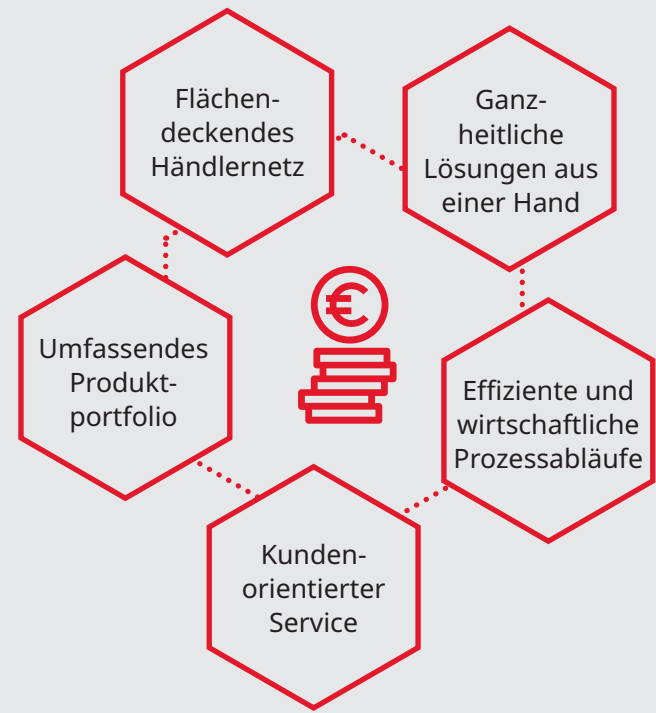 Flächen-
deckendes
Händlernetz
Ganz-
heitliche
Lösungen aus
einer Hand
Umfassendes
Produkt-
portfolio
€
Effiziente und
wirtschaftliche
Prozessabläufe
Kunden-
orientierter
Service